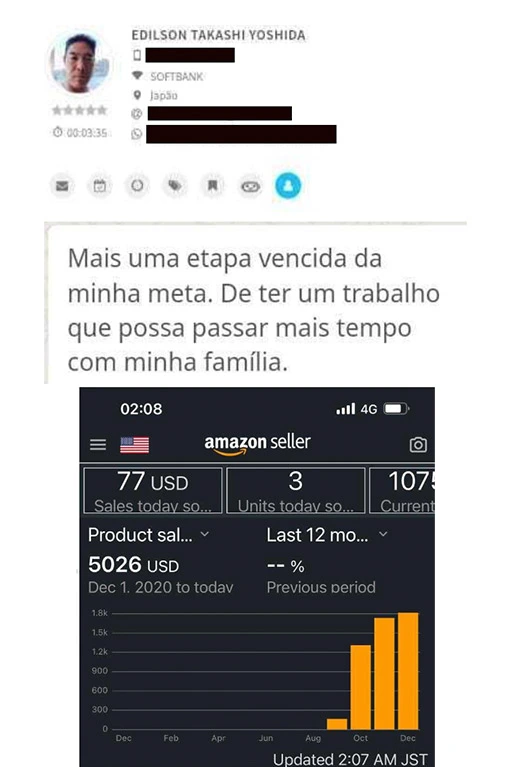 EDILSON TAKASHI YOSHIDA
SOFTBANK
Japão
00:03:35
Mais uma etapa vencida da
minha meta. De ter um trabalho
que possa passar mais tempo
com minha família.
02:08
4G
amazon seller
77 USD
Sales today so...
3
Units today so...
1075
Current
Product sal...
Last 12 mo...
5026 USD
-- %
Dec 1, 2020 to today
Previous period
1.8k
1.5k
1.2k
900
600
300
0
Dec Feb Apr Jun Aug Oct Dec
Updated 2:07 AM JST